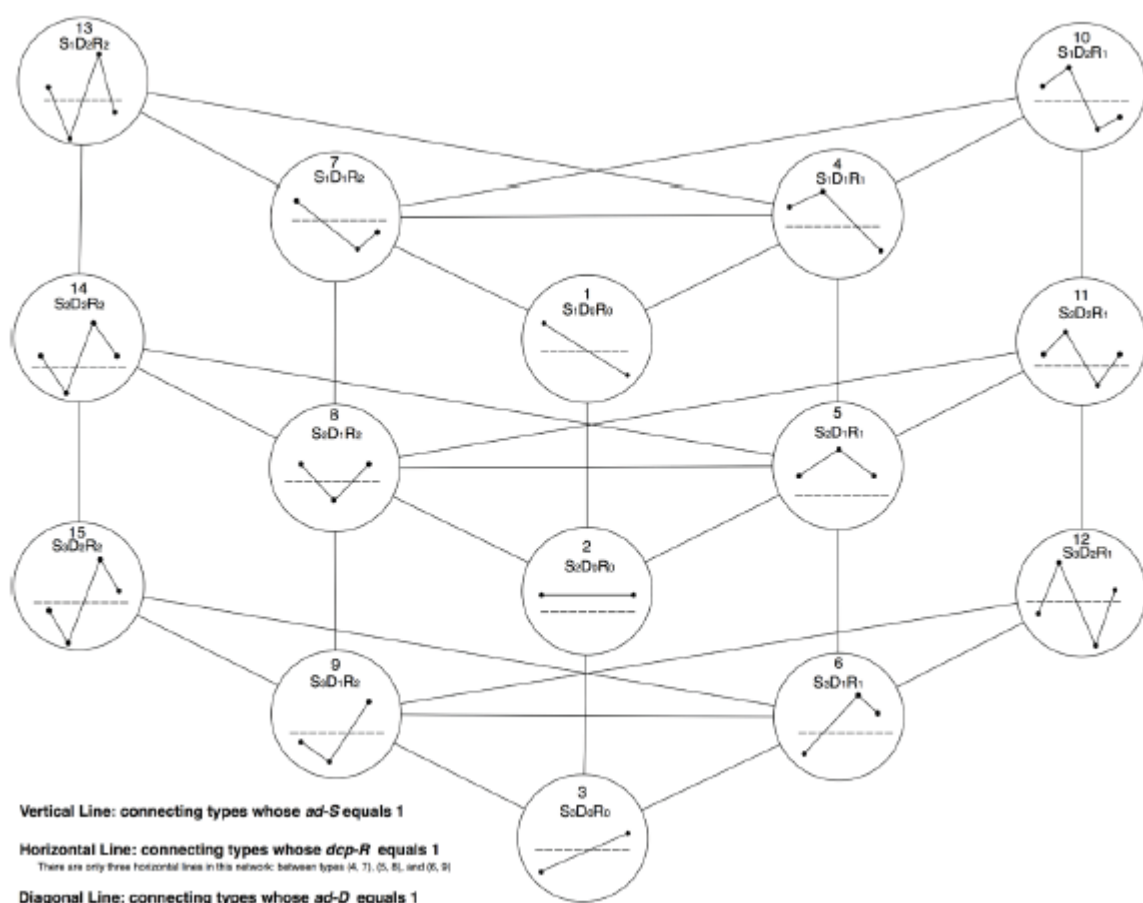 13
S₁D₂R₂
10
S₁D₂R₁
7
S₁D₁R₂
4
S₁D₁R₁
14
S₂D₂R₂
1
S₁D₀R₀
11
S₂D₂R₁
8
S₂D₁R₂
5
S₂D₁R₁
15
S₃D₂R₂
2
S₂D₀R₀
12
S₃D₂R₁
9
S₃D₁R₂
6
S₃D₁R₁
3
S₃D₀R₀
Vertical Line: connecting types whose ad-S equals 1
Horizontal Line: connecting types whose dcp-R equals 1
There are only three horizontal lines in this network: between types (4, 7), (5, 8), and (6, 9)
Diagonal Line: connecting types whose ad-D equals 1